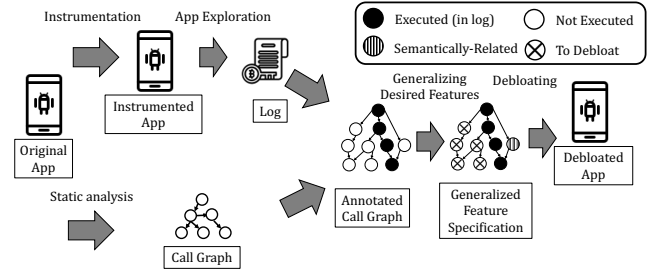 Instrumentation
App Exploration
Executed (in log)
Not Executed
Semantically-Related
To Debloat
Original
App
Instrumented
App
Log
Generalizing
Desired Features
Debloating
Static analysis
Call Graph
Annotated
Call Graph
Generalized
Feature
Specification
Debloated
App